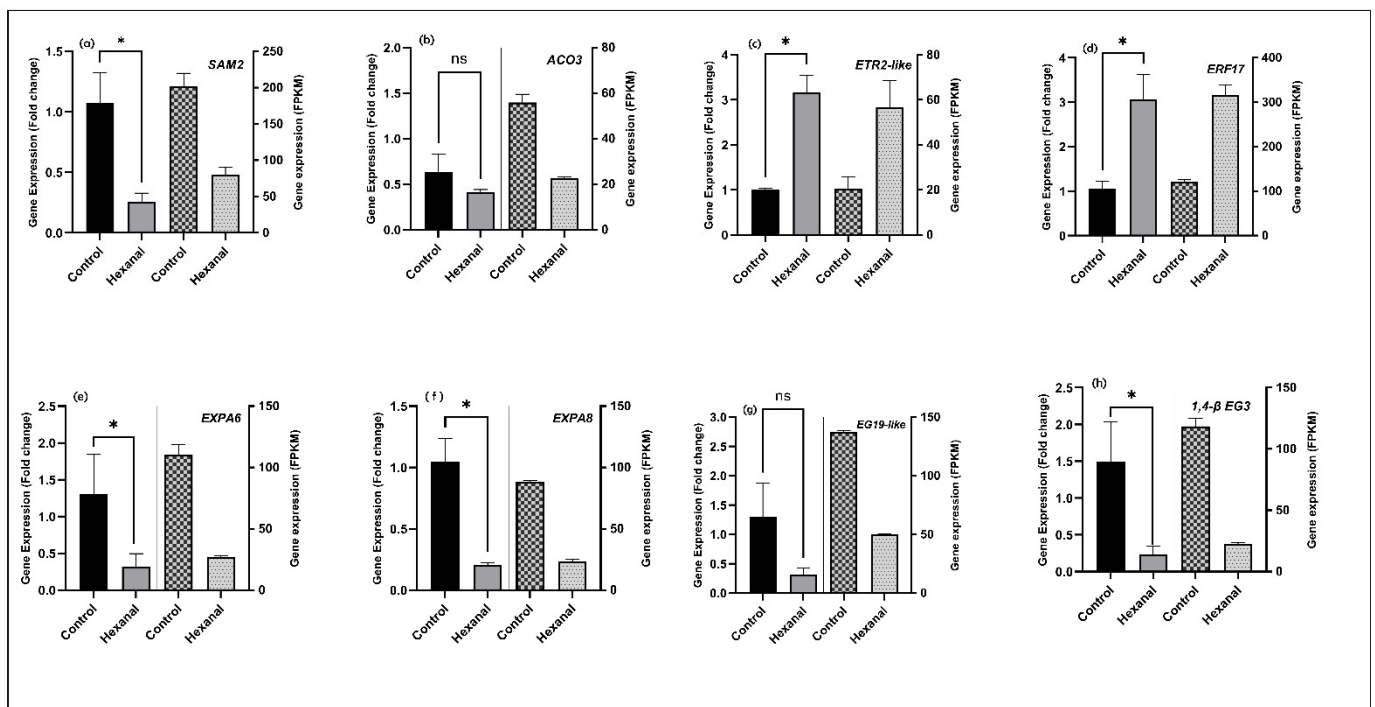 (a)
*
SAM2
Gene Expression (Fold change)
1.5
1.0
0.5
0.0
250
200
150
100
50
0
Gene expression (FPKM)
Control
Hexanal
Control
Hexanal
(b)
ns
ACO3
Gene Expression (Fold change)
2.0
1.5
1.0
0.5
0.0
80
60
40
20
0
Gene expression (FPKM)
Control
Hexanal
Control
Hexanal
(c)
*
ETR2-like
Gene Expression (Fold change)
4
3
2
1
0
80
60
40
20
0
Gene expression (FPKM)
Control
Hexanal
Control
Hexanal
(d)
*
ERF17
Gene Expression (Fold change)
4
3
2
1
0
400
300
200
100
0
Gene expression (FPKM)
Control
Hexanal
Control
Hexanal
(e)
*
EXPA6
Gene Expression (Fold change)
2.5
2.0
1.5
1.0
0.5
0.0
150
100
50
0
Gene expression (FPKM)
Control
Hexanal
Control
Hexanal
(f)
*
EXPA8
Gene Expression (Fold change)
1.5
1.0
0.5
0.0
150
100
50
0
Gene expression (FPKM)
Control
Hexanal
Control
Hexanal
(g)
ns
EG19-like
Gene Expression (Fold change)
3.0
2.5
2.0
1.5
1.0
0.5
0.0
150
100
50
0
Gene expression (FPKM)
Control
Hexanal
Control
Hexanal
(h)
*
1,4-β EG3
Gene Expression (Fold change)
2.5
2.0
1.5
1.0
0.5
0.0
150
100
50
0
Gene expression (FPKM)
Control
Hexanal
Control
Hexanal